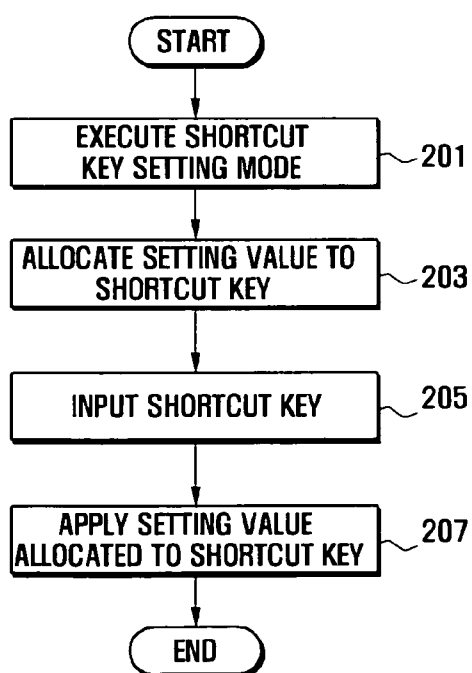 START
EXECUTE SHORTCUT
KEY SETTING MODE
201
ALLOCATE SETTING VALUE TO
SHORTCUT KEY
203
INPUT SHORTCUT KEY
205
APPLY SETTING VALUE
ALLOCATED TO SHORTCUT KEY
207
END